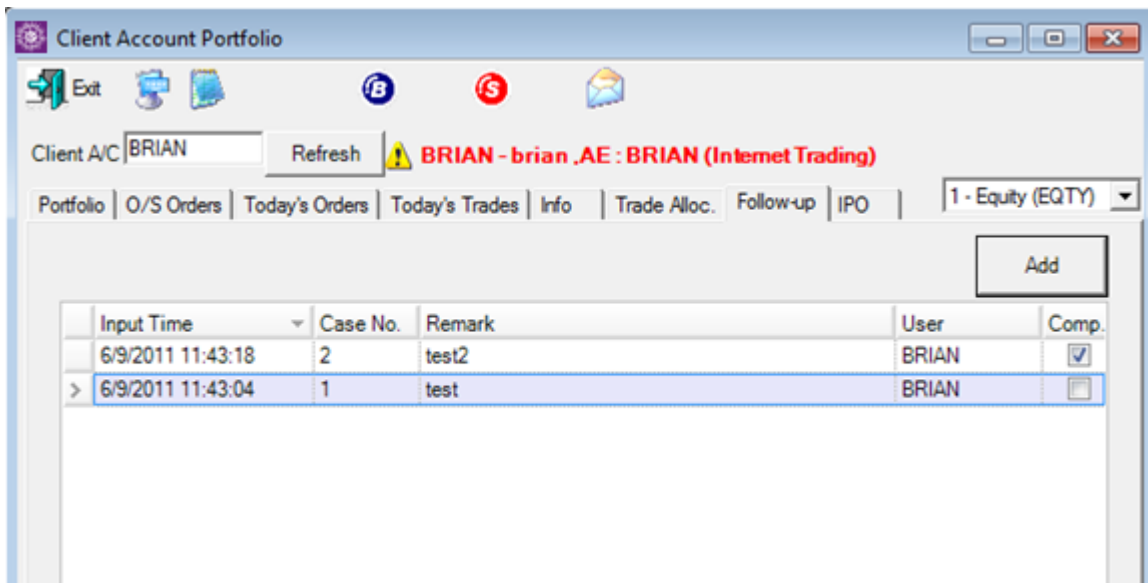 Client Account Portfolio
Exit B S
Client A/C BRIAN Refresh BRIAN - brian ,AE : BRIAN (Internet Trading)
Portfolio O/S Orders Today's Orders Today's Trades Info Trade Alloc. Follow-up IPO 1 - Equity (EQTY)
Add
Input Time Case No. Remark User Comp.
6/9/2011 11:43:18 2 test2 BRIAN
6/9/2011 11:43:04 1 test BRIAN